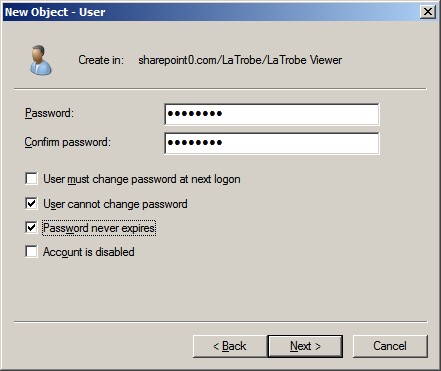 New Object - User
Create in: sharepoint0.com/LaTrobe/LaTrobe Viewer
Password: ••••••••
Confirm password: ••••••••
User must change password at next logon
User cannot change password
Password never expires
Account is disabled
< Back Next > Cancel